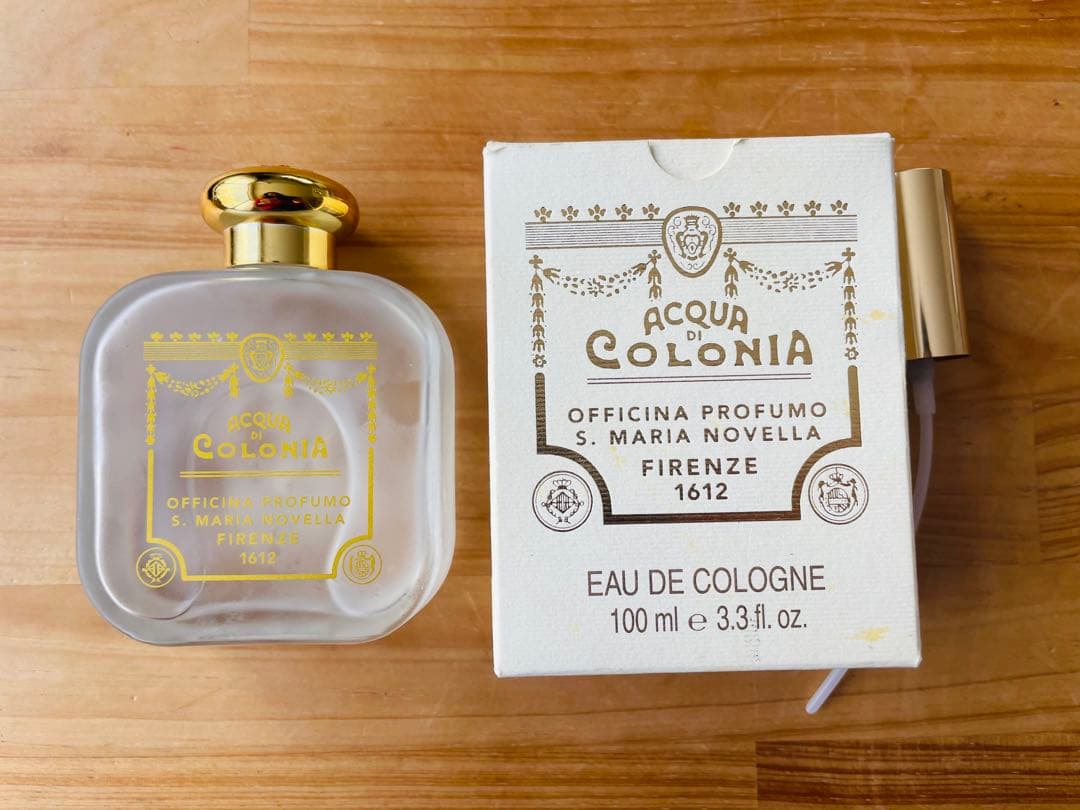 ACQUA
DI
COLONIA
OFFICINA PROFUMO
S. MARIA NOVELLA
FIRENZE
1612
ACQUA
DI
COLONIA
OFFICINA PROFUMO
S. MARIA NOVELLA
FIRENZE
1612
EAU DE COLOGNE
100 ml e 3.3 fl. oz.